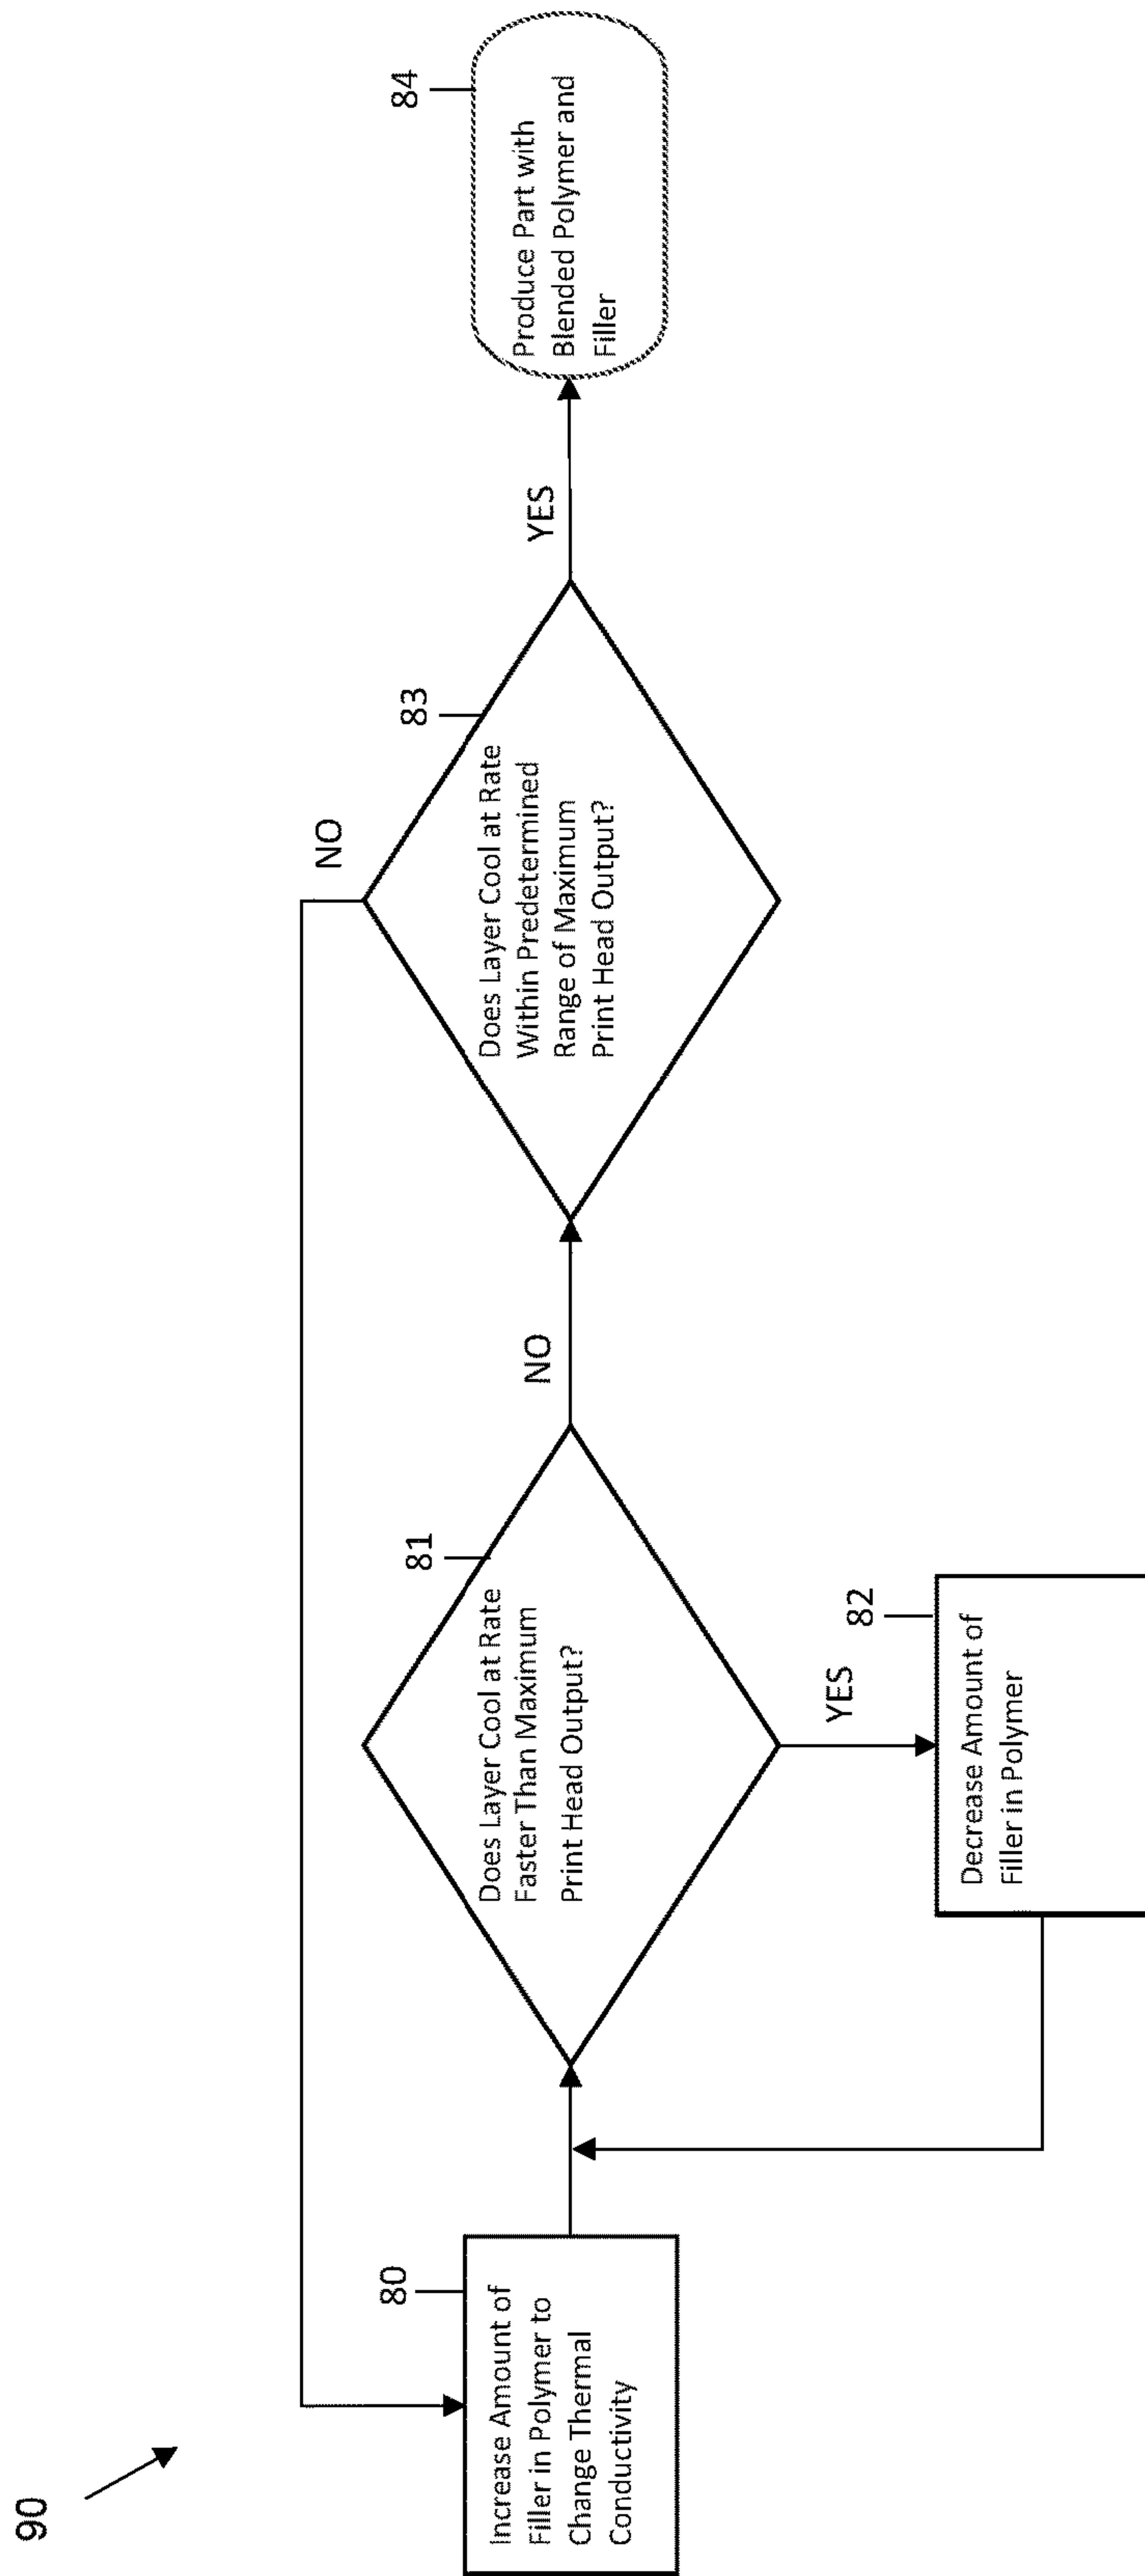 90
80
Increase Amount of
Filler in Polymer to
Change Thermal
Conductivity
81
Does Layer Cool at Rate
Faster Than Maximum
Print Head Output?
YES
82
Decrease Amount of
Filler in Polymer
NO
83
Does Layer Cool at Rate
Within Predetermined
Range of Maximum
Print Head Output?
NO
YES
84
Produce Part with
Blended Polymer and
Filler